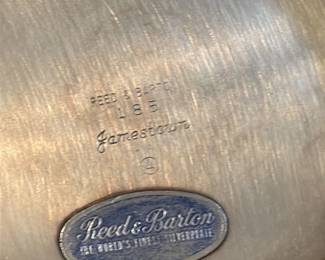 REED & BARTON
185
Jamestown
Reed & Barton
THE WORLD'S FINEST SILVERPLATE